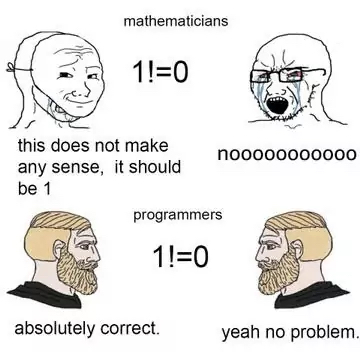 mathematicians
1!=0
this does not make
any sense, it should
be 1
nooooooooooo
programmers
1!=0
absolutely correct.
yeah no problem.